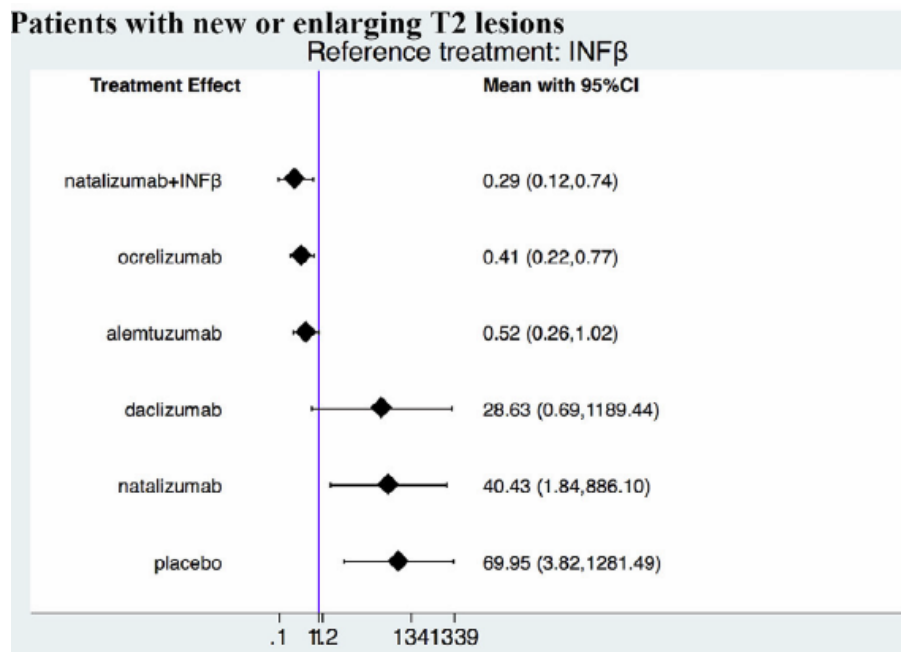 Patients with new or enlarging T2 lesions
Reference treatment: INFβ
Treatment Effect Mean with 95%CI
natalizumab+INFβ 0.29 (0.12,0.74)
ocrelizumab 0.41 (0.22,0.77)
alemtuzumab 0.52 (0.26,1.02)
daclizumab 28.63 (0.69,1189.44)
natalizumab 40.43 (1.84,886.10)
placebo 69.95 (3.82,1281.49)
.1 11.2 1341339